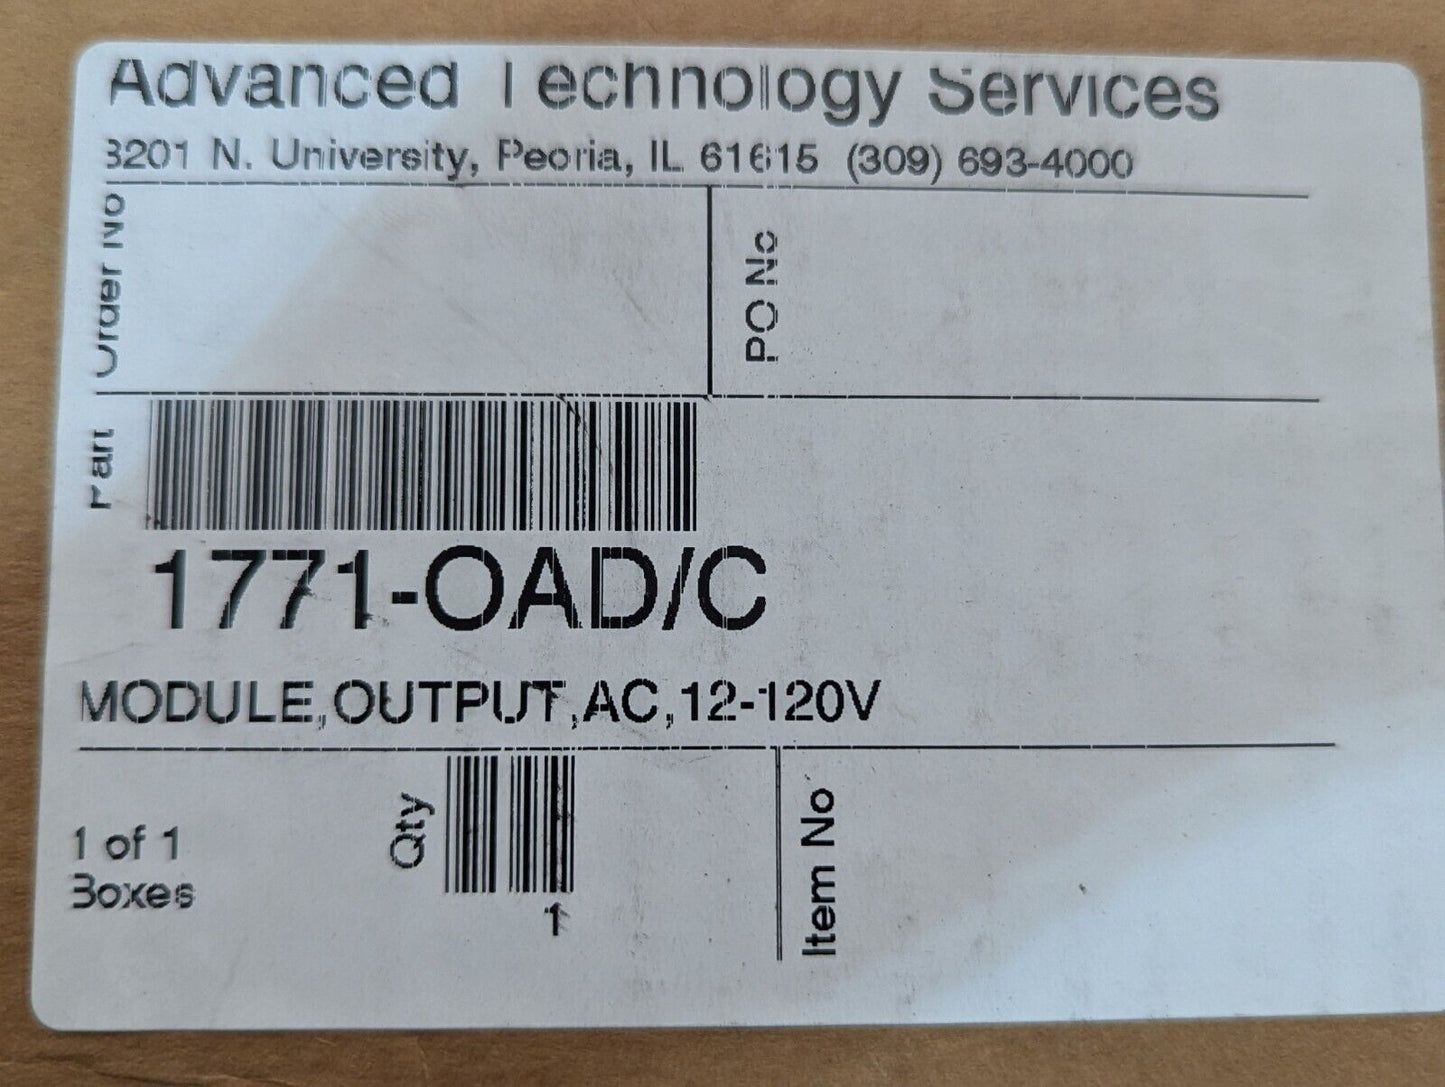 Advanced Technology Services
8201 N. University, Peoria, IL 61615 (309) 693-4000
Order No
PO No
Part
1771-OAD/C
MODULE,OUTPUT,AC,12-120V
1 of 1
Boxes
Qty
1
Item No